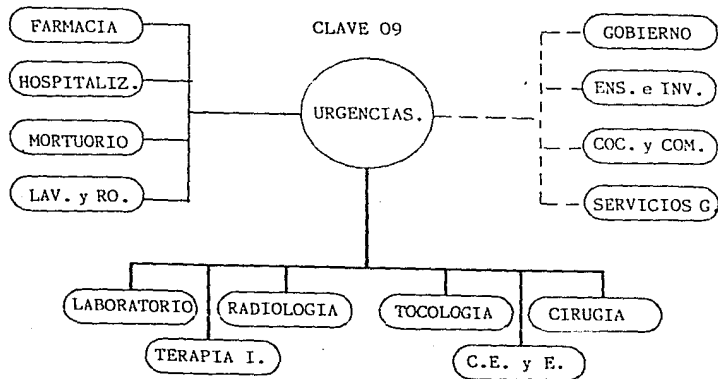 CLAVE 09
FARMACIA
HOSPITALIZ.
MORTUORIO
LAV. y RO.
URGENCIAS.
GOBIERNO
ENS. e INV.
COC. y COM.
SERVICIOS G.
LABORATORIO
RADIOLOGIA
TOCOLOGIA
CIRUGIA
TERAPIA I.
C.E. y E.